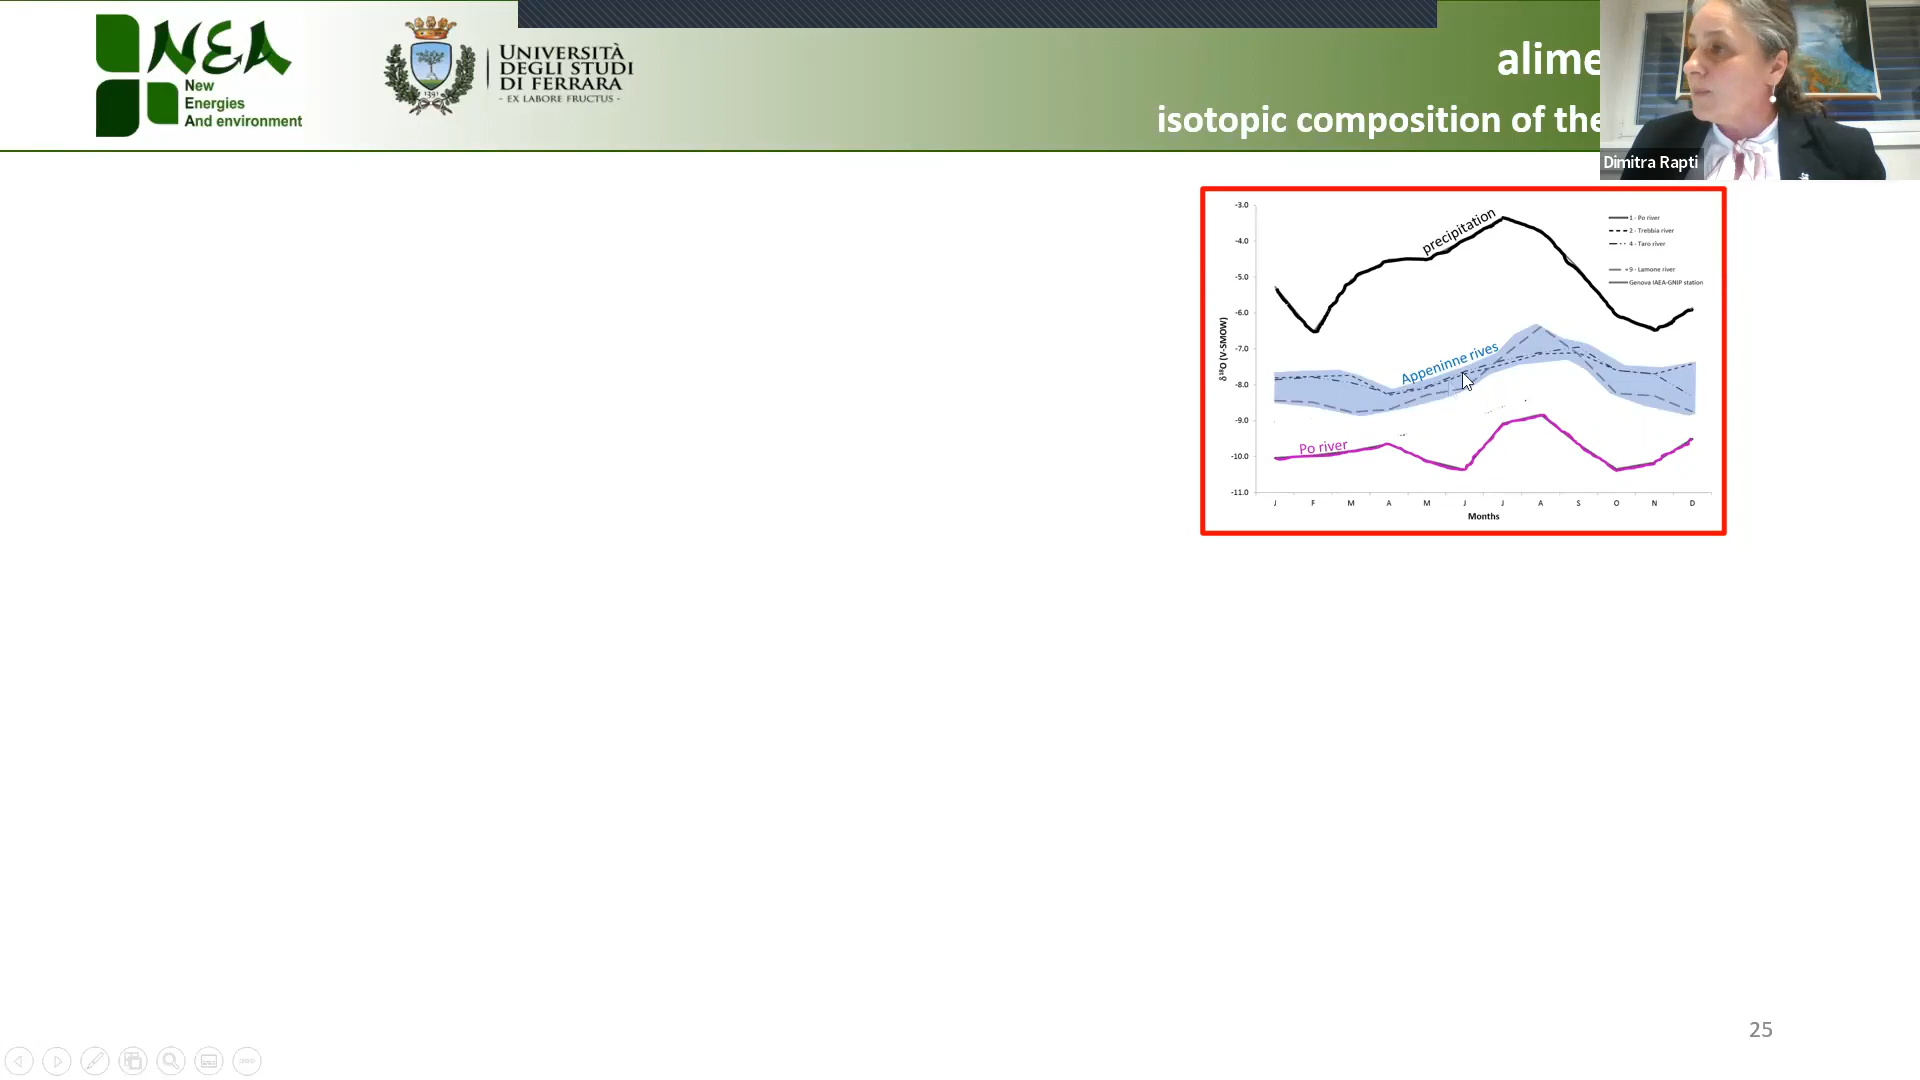 NEA
New
Energies
And environment
1391
UNIVERSITÀ
DEGLI STUDI
DI FERRARA
- EX LABORE FRUCTUS -
alime
isotopic composition of the
Dimitra Rapti
-3.0
-4.0
-5.0
-6.0
-7.0
-8.0
-9.0
-10.0
-11.0
δ18O (V-SMOW)
precipitation
Appeninne rives
Po river
1 - Po river
2 - Trebbia river
4 - Taro river
9 - Lamone river
Genova IAEA-GNIP station
J F M A M J J A S O N D
Months
25